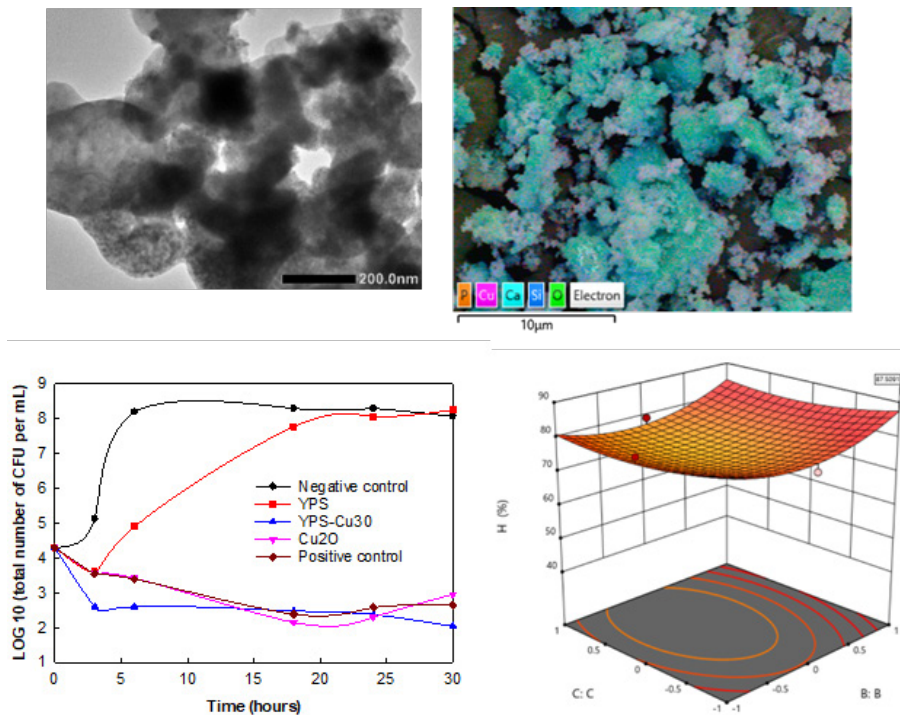 200.0nm
P Cu Ca Si O Electron
10µm
LOG 10 (total number of CFU per mL)
9
8
7
6
5
4
3
2
1
Negative control
YPS
YPS-Cu30
Cu2O
Positive control
0 5 10 15 20 25 30
Time (hours)
H (%)
90
80
70
60
50
40
1
0.5
0
-0.5
-1
C: C
-1
-0.5
0
0.5
1
B: B